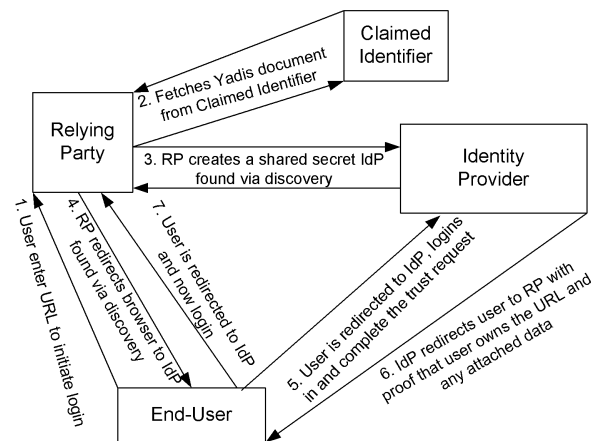 Claimed
Identifier
2. Fetches Yadis document
from Claimed Identifier
Relying
Party
3. RP creates a shared secret IdP
found via discovery
Identity
Provider
1. User enter URL to initiate login
4. RP redirects browser to IdP
found via discovery
7. User is redirected to IdP
and now login
5. User is redirected to IdP, logins
in and complete the trust request
6. IdP redirects user to RP with
proof that user owns the URL and
any attached data
End-User